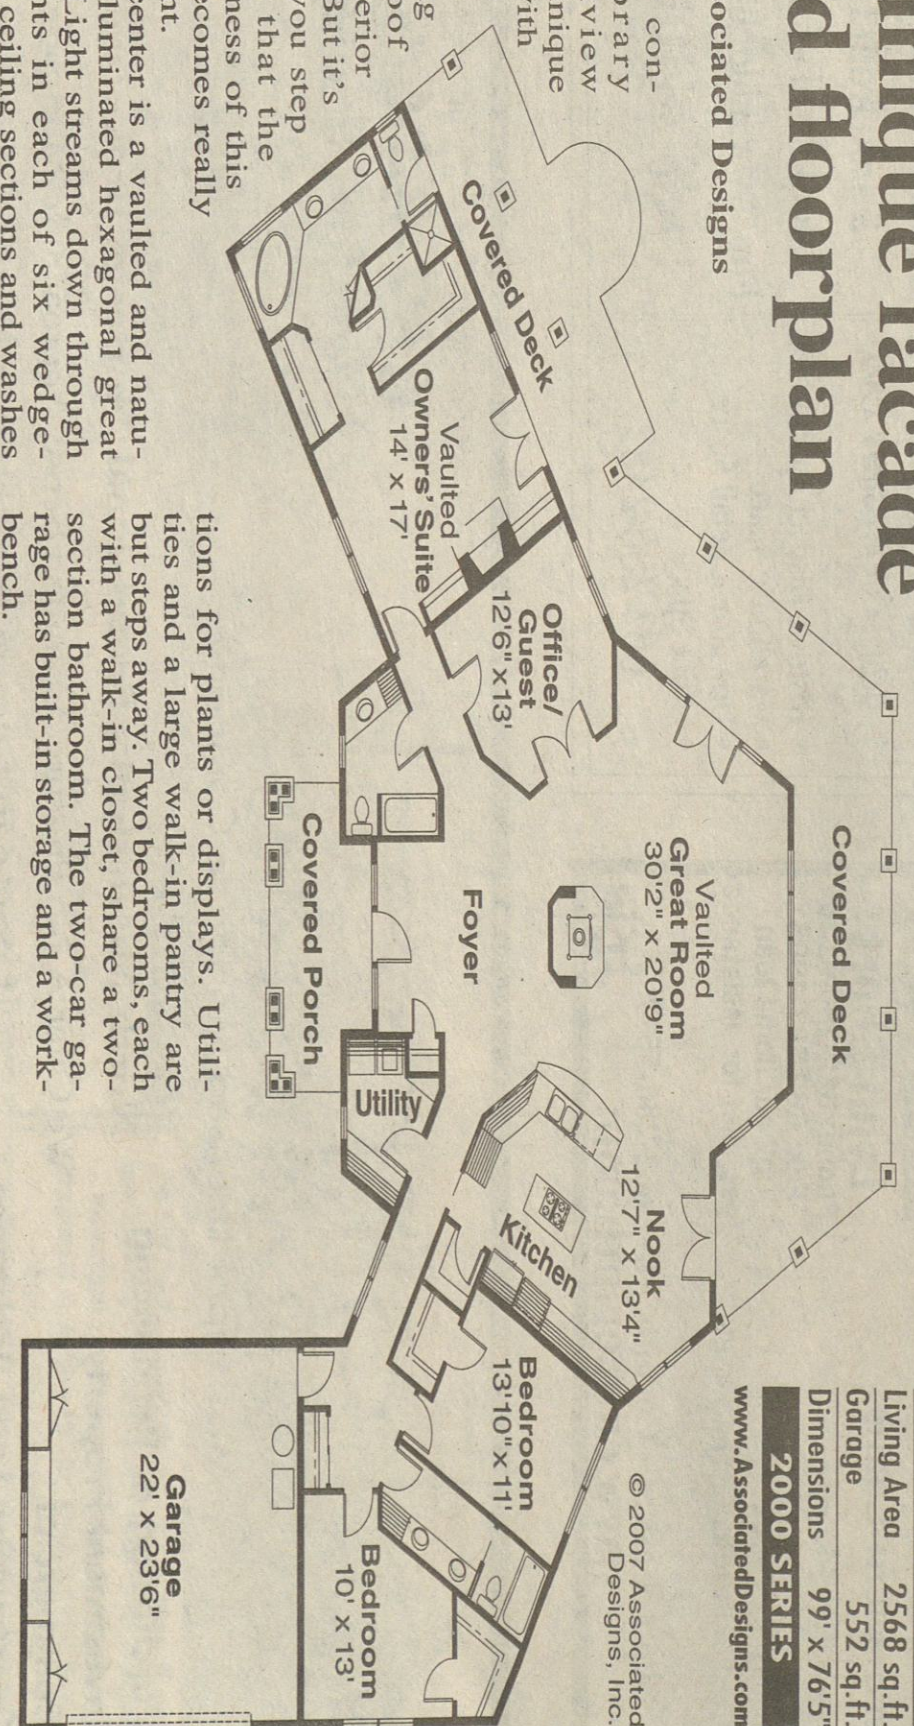 unique façade
d floorplan
ociated Designs
con-
rary
view
nique
with
g
oof
erior
But it's
you step
that the
ness of this
ecomes really
nt.
center is a vaulted and natu-
luminated hexagonal great
Light streams down through
nts in each of six wedge-
ceiling sections and washes
tions for plants or displays. Utili-
ties and a large walk-in pantry are
but steps away. Two bedrooms, each
with a walk-in closet, share a two-
section bathroom. The two-car ga-
rage has built-in storage and a work-
bench.
Living Area 2568 sq.ft.
Garage 552 sq.ft.
Dimensions 99' x 76'5"
2000 SERIES
www.AssociatedDesigns.com
© 2007 Associated
Designs, Inc.
Covered Deck
Covered Deck
Vaulted
Owners' Suite
14' x 17'
Office/
Guest
12'6" x 13'
Vaulted
Great Room
30'2" x 20'9"
Foyer
Covered Porch
Utility
Nook
12'7" x 13'4"
Kitchen
Bedroom
13'10" x 11'
Bedroom
10' x 13'
Garage
22' x 23'6"